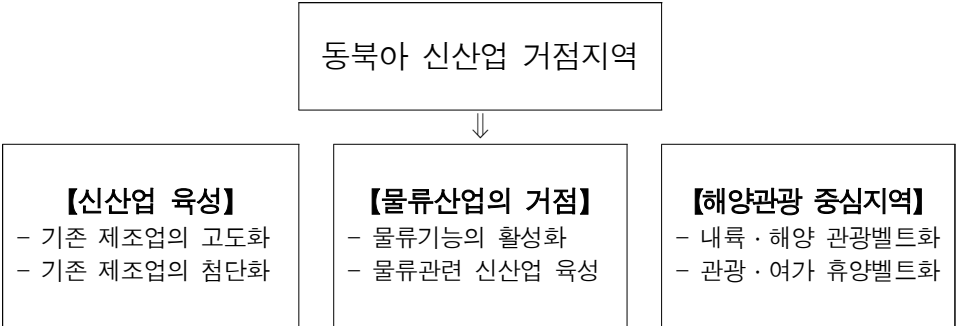 동북아 신산업 거점지역
⇓
【신산업 육성】
- 기존 제조업의 고도화
- 기존 제조업의 첨단화
【물류산업의 거점】
- 물류기능의 활성화
- 물류관련 신산업 육성
【해양관광 중심지역】
- 내륙·해양 관광벨트화
- 관광·여가 휴양벨트화